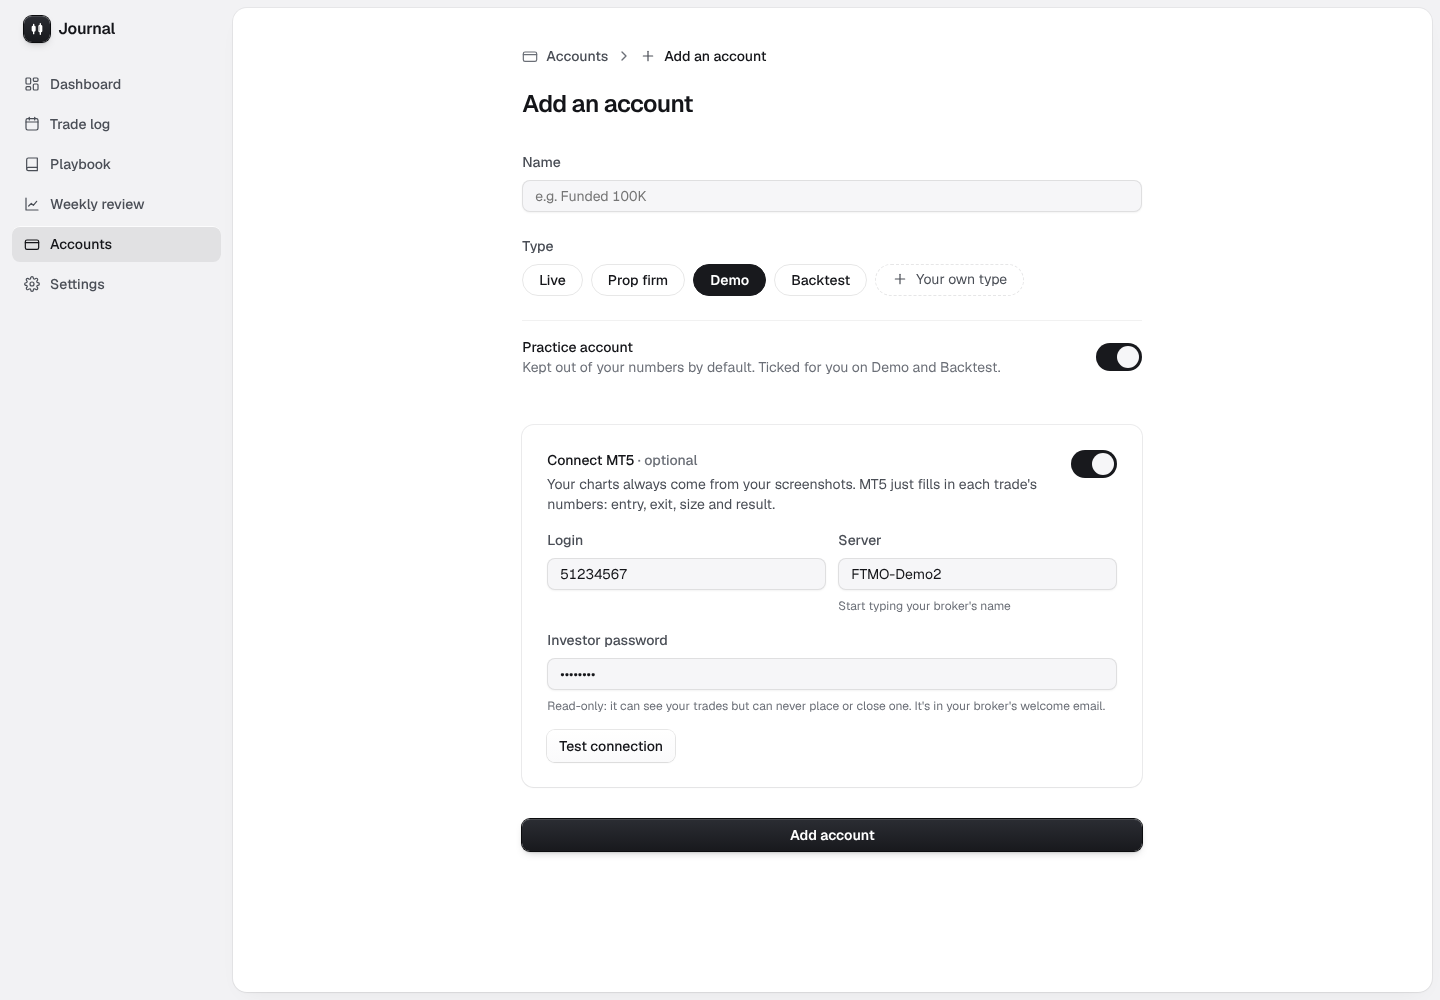 Journal
Dashboard
Trade log
Playbook
Weekly review
Accounts
Settings
Accounts > + Add an account
Add an account
Name
e.g. Funded 100K
Type
Live
Prop firm
Demo
Backtest
+ Your own type
Practice account
Kept out of your numbers by default. Ticked for you on Demo and Backtest.
Connect MT5 · optional
Your charts always come from your screenshots. MT5 just fills in each trade's
numbers: entry, exit, size and result.
Login
Server
51234567
FTMO-Demo2
Start typing your broker's name
Investor password
••••••••
Read-only: it can see your trades but can never place or close one. It's in your broker's welcome email.
Test connection
Add account